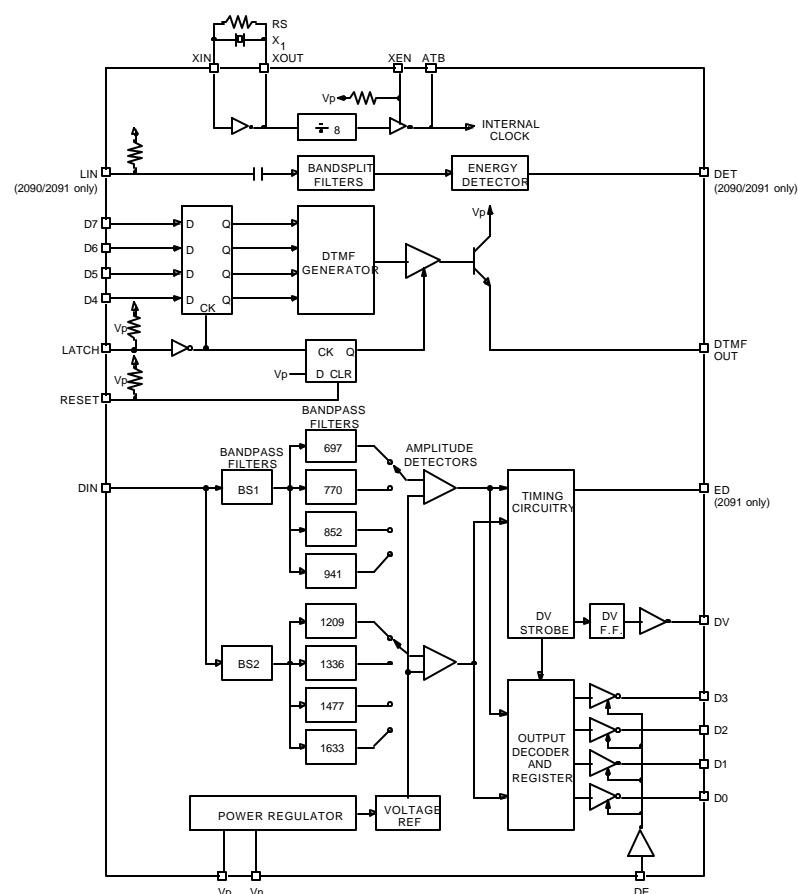 RS
X1
XIN
XOUT
XEN
ATB
Vp
÷ 8
INTERNAL
CLOCK
LIN
(2090/2091 only)
BANDSPLIT
FILTERS
ENERGY
DETECTOR
DET
(2090/2091 only)
D7
D6
D5
D4
D Q
D Q
D Q
D Q
CK
DTMF
GENERATOR
Vp
Vp
LATCH
Vp
RESET
CK Q
Vp
D CLR
DTMF
OUT
BANDPASS
FILTERS
BANDPASS
FILTERS
697
770
852
941
AMPLITUDE
DETECTORS
DIN
BS1
TIMING
CIRCUITRY
ED
(2091 only)
1209
1336
1477
1633
BS2
DV
STROBE
DV
F.F.
DV
OUTPUT
DECODER
AND
REGISTER
D3
D2
D1
D0
POWER REGULATOR
VOLTAGE
REF
Vp
Vp